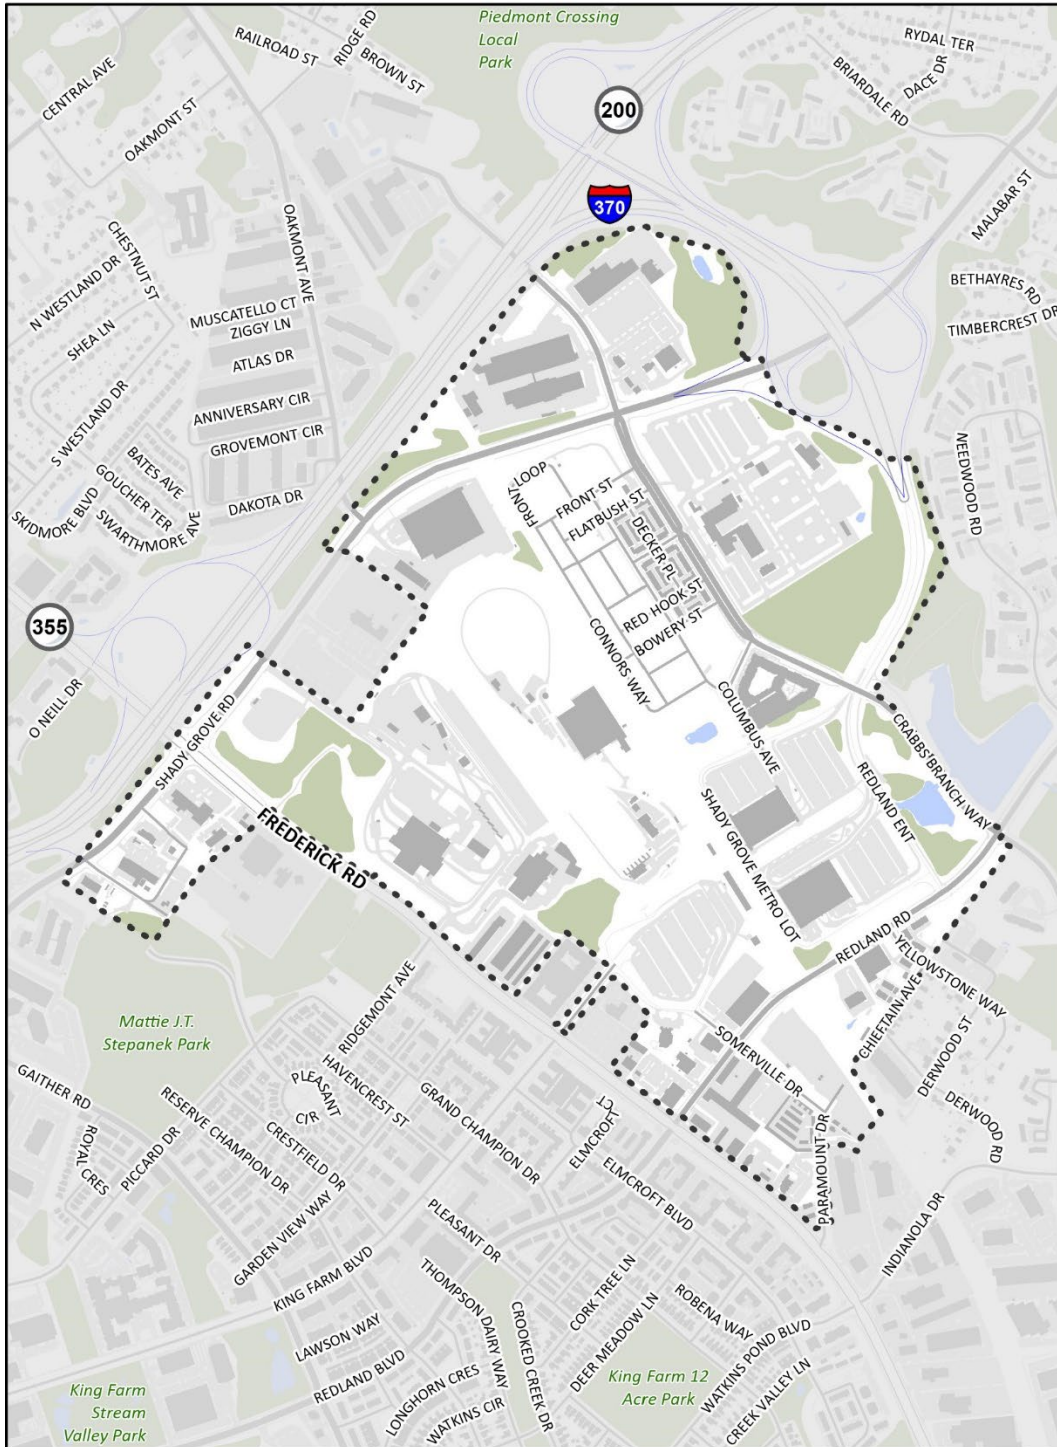 Piedmont Crossing
Local
Park
RYDAL TER
RIDGE RD
RAILROAD ST
BROWN ST
DACE DR
BRIARDALE RD
CENTRAL AVE
200
OAKMONT ST
370
MALABAR ST
OAKMONT AVE
CHESTNUT ST
N WESTLAND DR
BETHAYRES RD
MUSCATELLO CT
ZIGGY LN
TIMBERCREST DR
SHEA LN
ATLAS DR
S WESTLAND DR
ANNIVERSARY CIR
GROVEMONT CIR
NEEDWOOD RD
BATES AVE
GOUCHER TER
LOOP
FRONT
FRONT ST
FLATBUSH ST
DAKOTA DR
SKIDMORE BLVD
SWARTHMORE AVE
DECKER PL
RED HOOK ST
BOWERY ST
355
CONNORS WAY
O NEILL DR
COLUMBUS AVE
SHADY GROVE RD
CRABBS BRANCH WAY
REDLAND ENT
SHADY GROVE METRO LOT
FREDERICK RD
REDLAND RD
YELLOWSTONE WAY
CHIEFTAIN AVE
Mattie J.T.
Stepanek Park
RIDGEMONT AVE
SOMERVILLE DR
DERWOOD ST
GAITHER RD
PLEASANT
CIR
HAVENCREST ST
DERWOOD RD
RESERVE CHAMPION DR
GRAND CHAMPION DR
ELMCROFT
CT
ROYAL
CRES
PICCARD DR
CRESTFIELD DR
PARAMOUNT DR
ELMCROFT BLVD
GARDEN VIEW WAY
PLEASANT DR
INDIANOLA DR
KING FARM BLVD
THOMPSON DAIRY WAY
CORK TREE LN
ROBENA WAY
CROOKED CREEK DR
DEER MEADOW LN
LAWSON WAY
WATKINS POND BLVD
REDLAND BLVD
LONGHORN CRES
King Farm 12
Acre Park
CREEK VALLEY LN
WATKINS CIR
King Farm
Stream
Valley Park